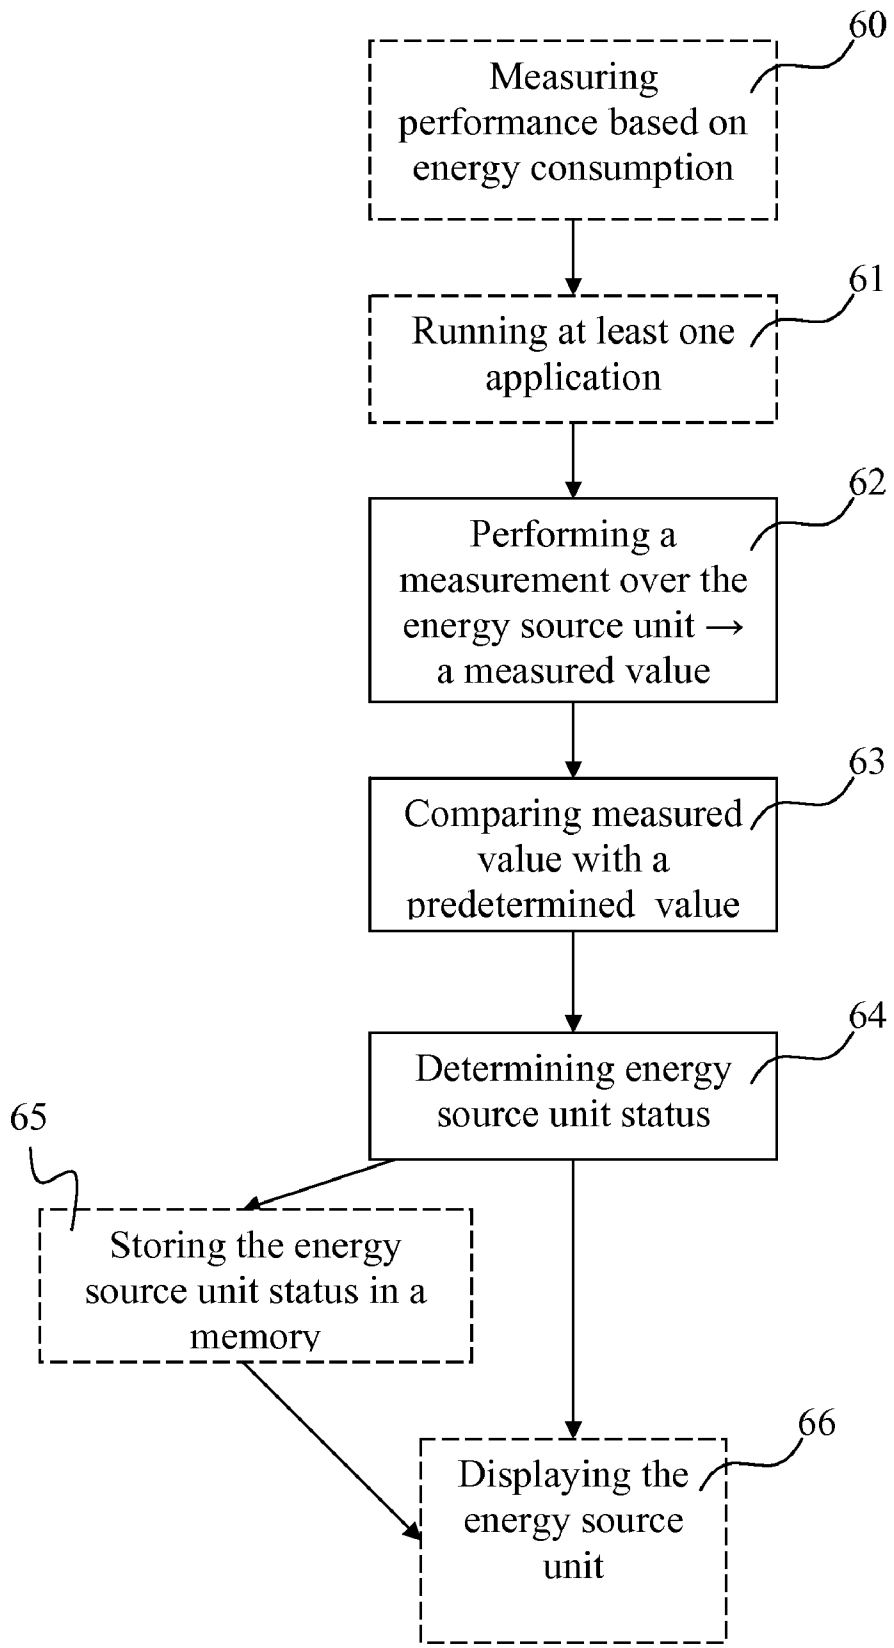 60
Measuring
performance based on
energy consumption
61
Running at least one
application
62
Performing a
measurement over the
energy source unit →
a measured value
63
Comparing measured
value with a
predetermined value
64
Determining energy
source unit status
65
Storing the energy
source unit status in a
memory
66
Displaying the
energy source
unit